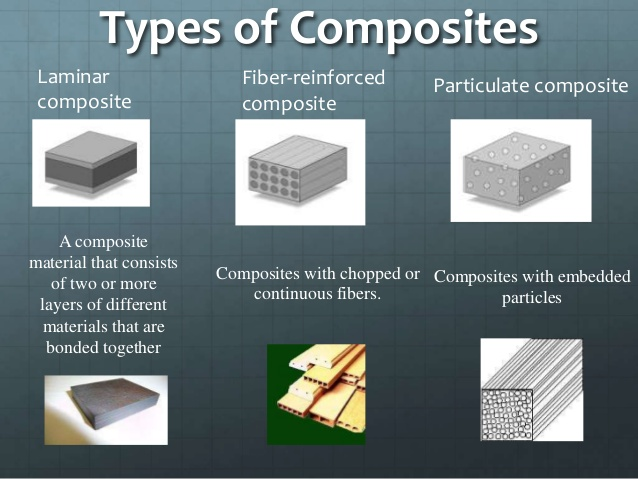 Types of Composites
Laminar
composite
Fiber-reinforced
composite
Particulate composite
A composite
material that consists
of two or more
layers of different
materials that are
bonded together
Composites with chopped or
continuous fibers.
Composites with embedded
particles